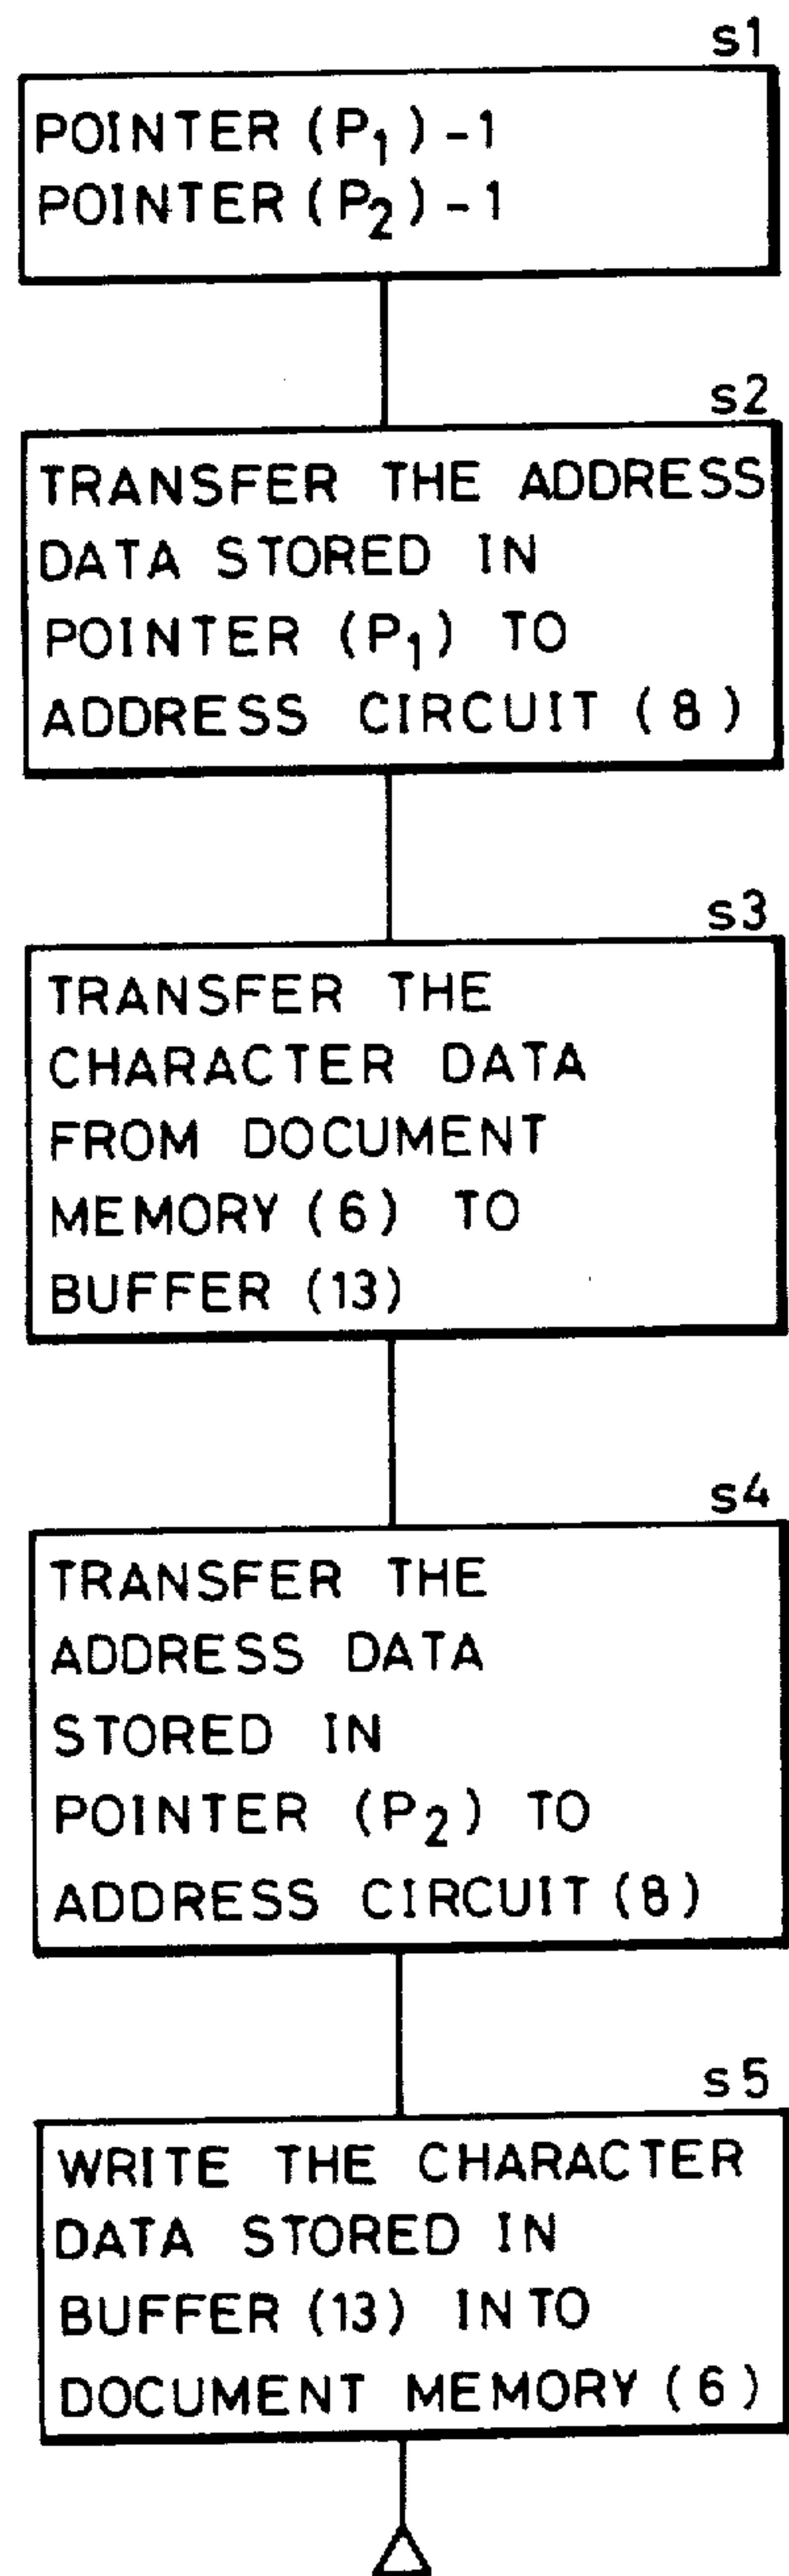 s1
POINTER (P₁) -1
POINTER (P₂) -1
s2
TRANSFER THE ADDRESS
DATA STORED IN
POINTER (P₁) TO
ADDRESS CIRCUIT (8)
s3
TRANSFER THE
CHARACTER DATA
FROM DOCUMENT
MEMORY (6) TO
BUFFER (13)
s4
TRANSFER THE
ADDRESS DATA
STORED IN
POINTER (P₂) TO
ADDRESS CIRCUIT (8)
s5
WRITE THE CHARACTER
DATA STORED IN
BUFFER (13) INTO
DOCUMENT MEMORY (6)